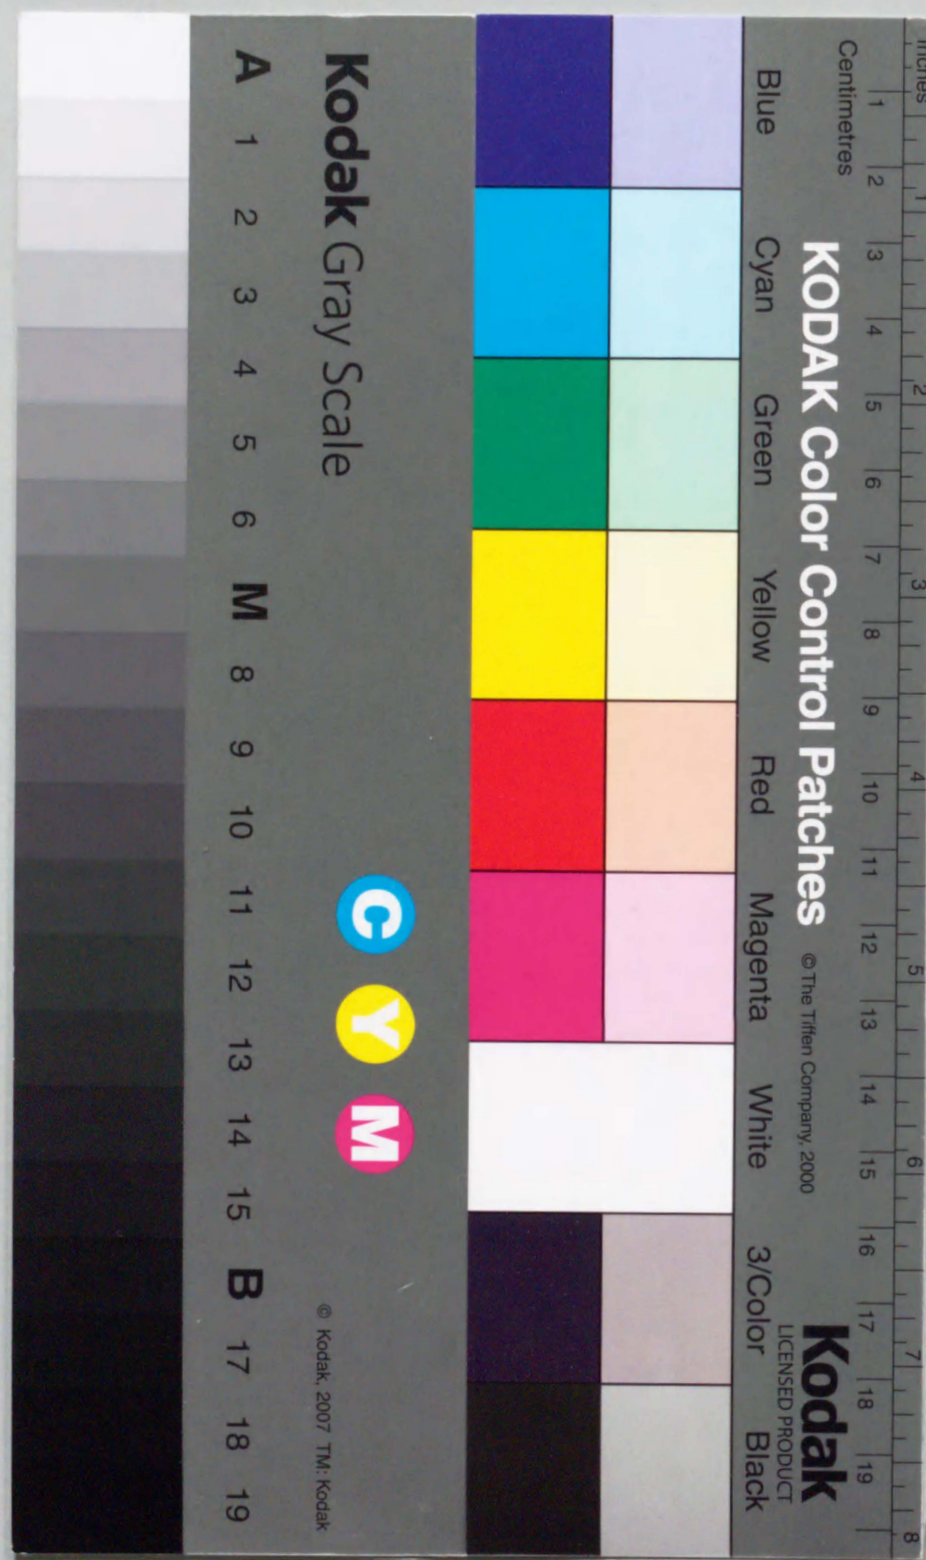 Inches 1 2 3 4 5 6 7 8
Centimetres 1 2 3 4 5 6 7 8 9 10 11 12 13 14 15 16 17 18 19
KODAK Color Control Patches © The Tiffen Company, 2000 Kodak
LICENSED PRODUCT
Blue Cyan Green Yellow Red Magenta White 3/Color Black
Kodak Gray Scale
C Y M
© Kodak, 2007 TM: Kodak
A 1 2 3 4 5 6 M 8 9 10 11 12 13 14 15 B 17 18 19